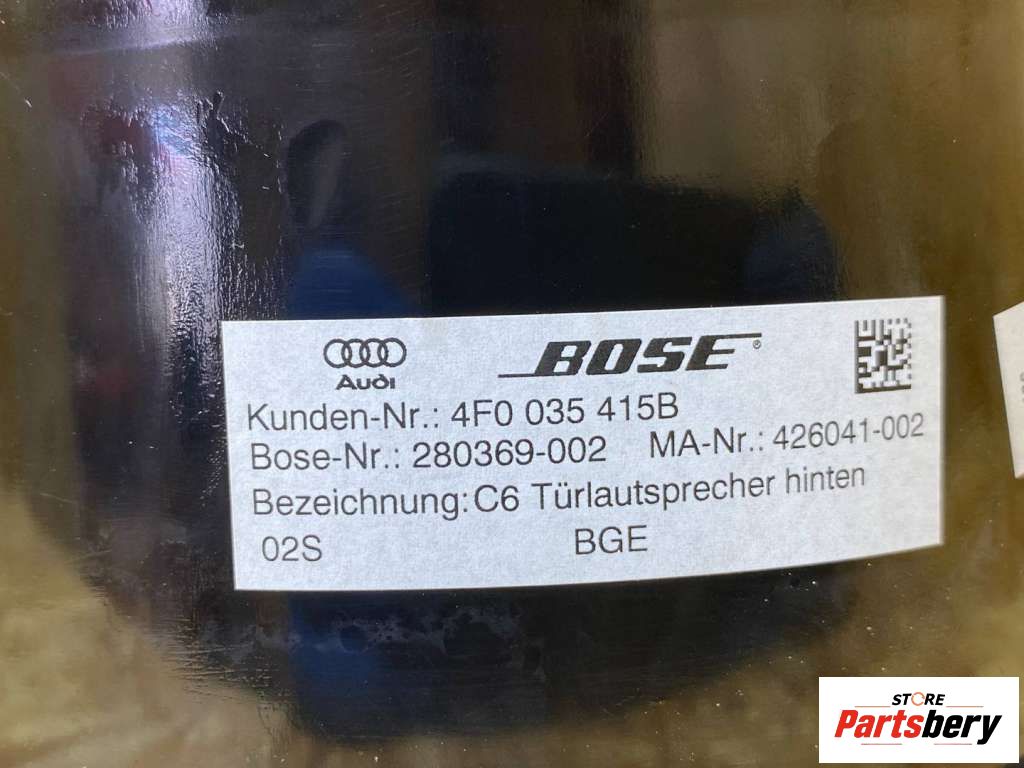 Audi
BOSE®
Kunden-Nr.: 4F0 035 415B
Bose-Nr.: 280369-002 MA-Nr.: 426041-002
Bezeichnung: C6 Türlautsprecher hinten
02S BGE
STORE
Partsbery